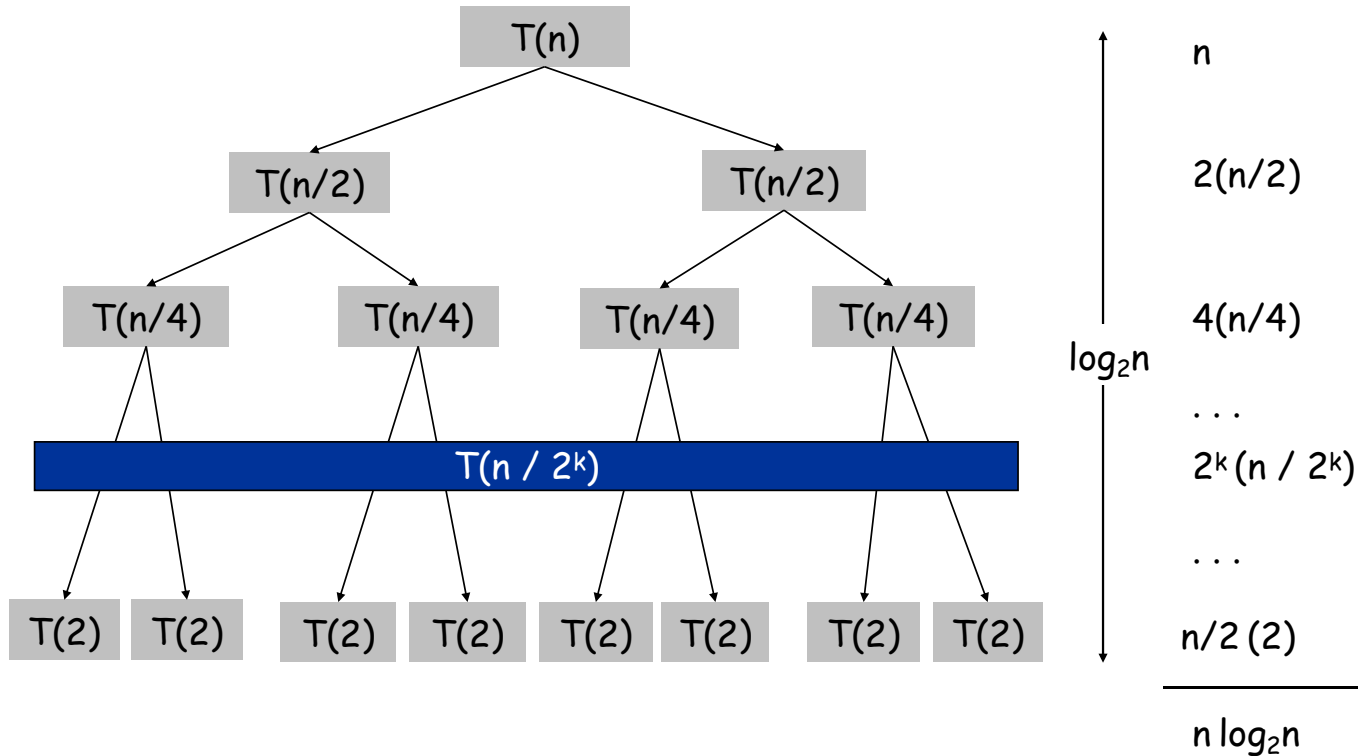 T(n)
n
T(n/2) T(n/2)
2(n/2)
T(n/4) T(n/4) T(n/4) T(n/4)
4(n/4)
log₂n
. . .
T(n / 2ᵏ)
2ᵏ (n / 2ᵏ)
. . .
T(2) T(2) T(2) T(2) T(2) T(2) T(2) T(2)
n/2 (2)
n log₂n